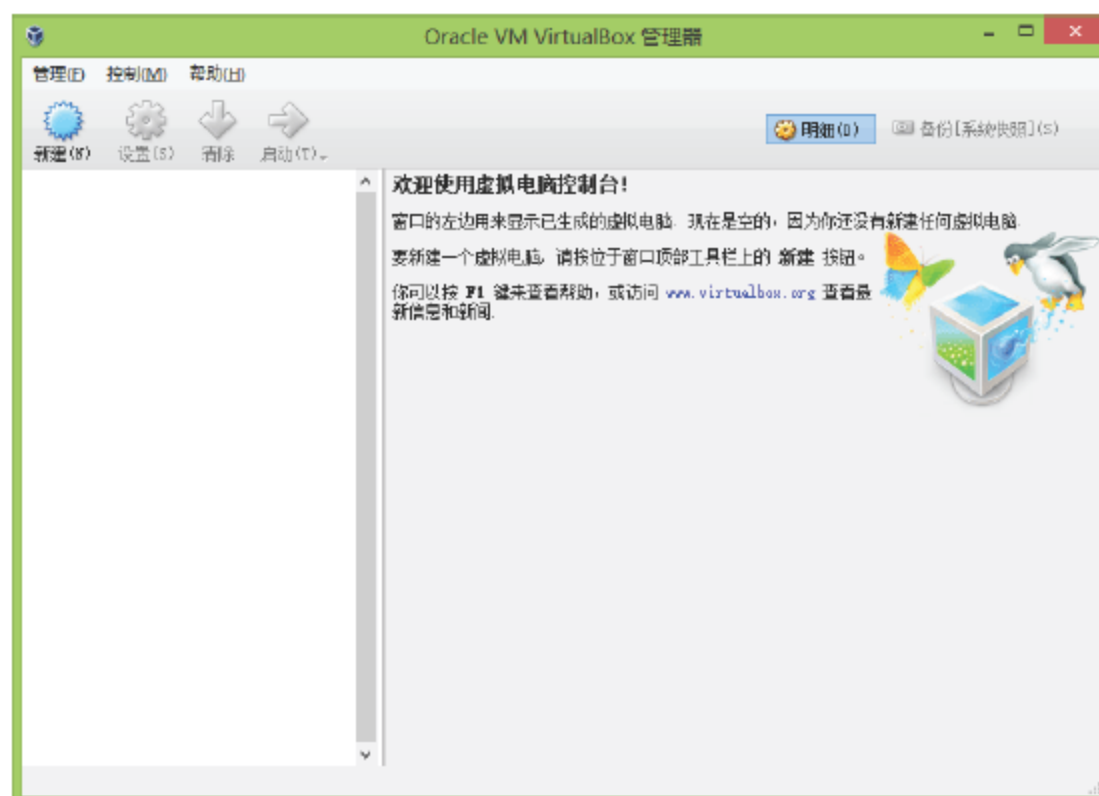 Oracle VM VirtualBox 管理器
管理(F) 控制(M) 帮助(H)
新建(N) 设置(S) 清除 启动(T) 明细(D) 备份[系统快照](S)
欢迎使用虚拟电脑控制台!
窗口的左边用来显示已生成的虚拟电脑. 现在是空的, 因为你还没有新建任何虚拟电脑.
要新建一个虚拟电脑, 请按位于窗口顶部工具栏上的 新建 按钮。
你可以按 F1 键来查看帮助, 或访问 www.virtualbox.org 查看最
新信息和新闻.